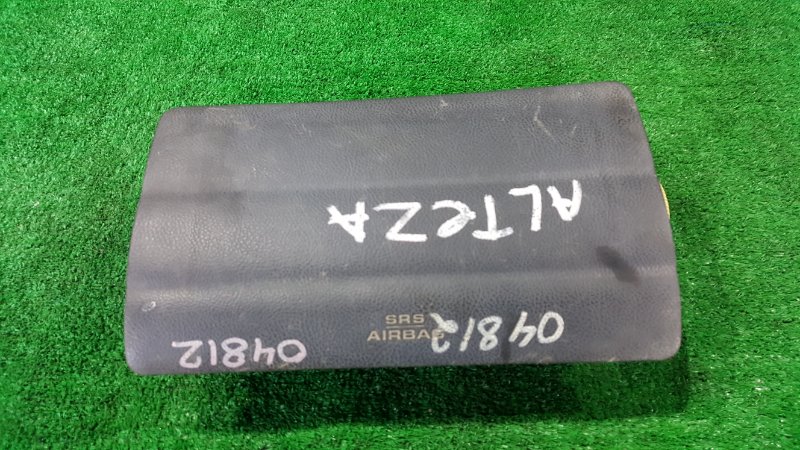 ALTeZA
SRS
AIRBAG
04812
04812